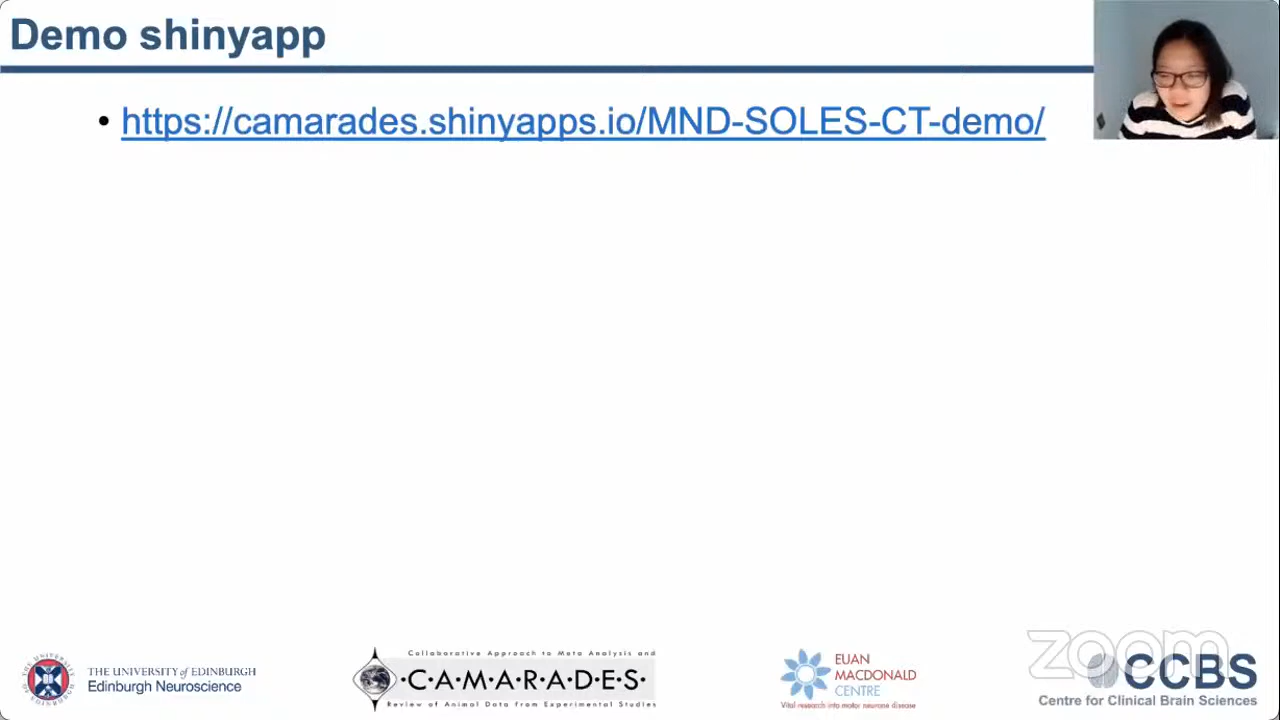 Demo shinyapp
• https://camarades.shinyapps.io/MND-SOLES-CT-demo/
THE UNIVERSITY of EDINBURGH
Edinburgh Neuroscience
Collaborative Approach to Meta Analysis and
·C·A·M·A·R·A·D·E·S·
Review of Animal Data from Experimental Studies
EUAN
MACDONALD
CENTRE
Vital research into motor neurone disease
zoom
CCBS
Centre for Clinical Brain Sciences